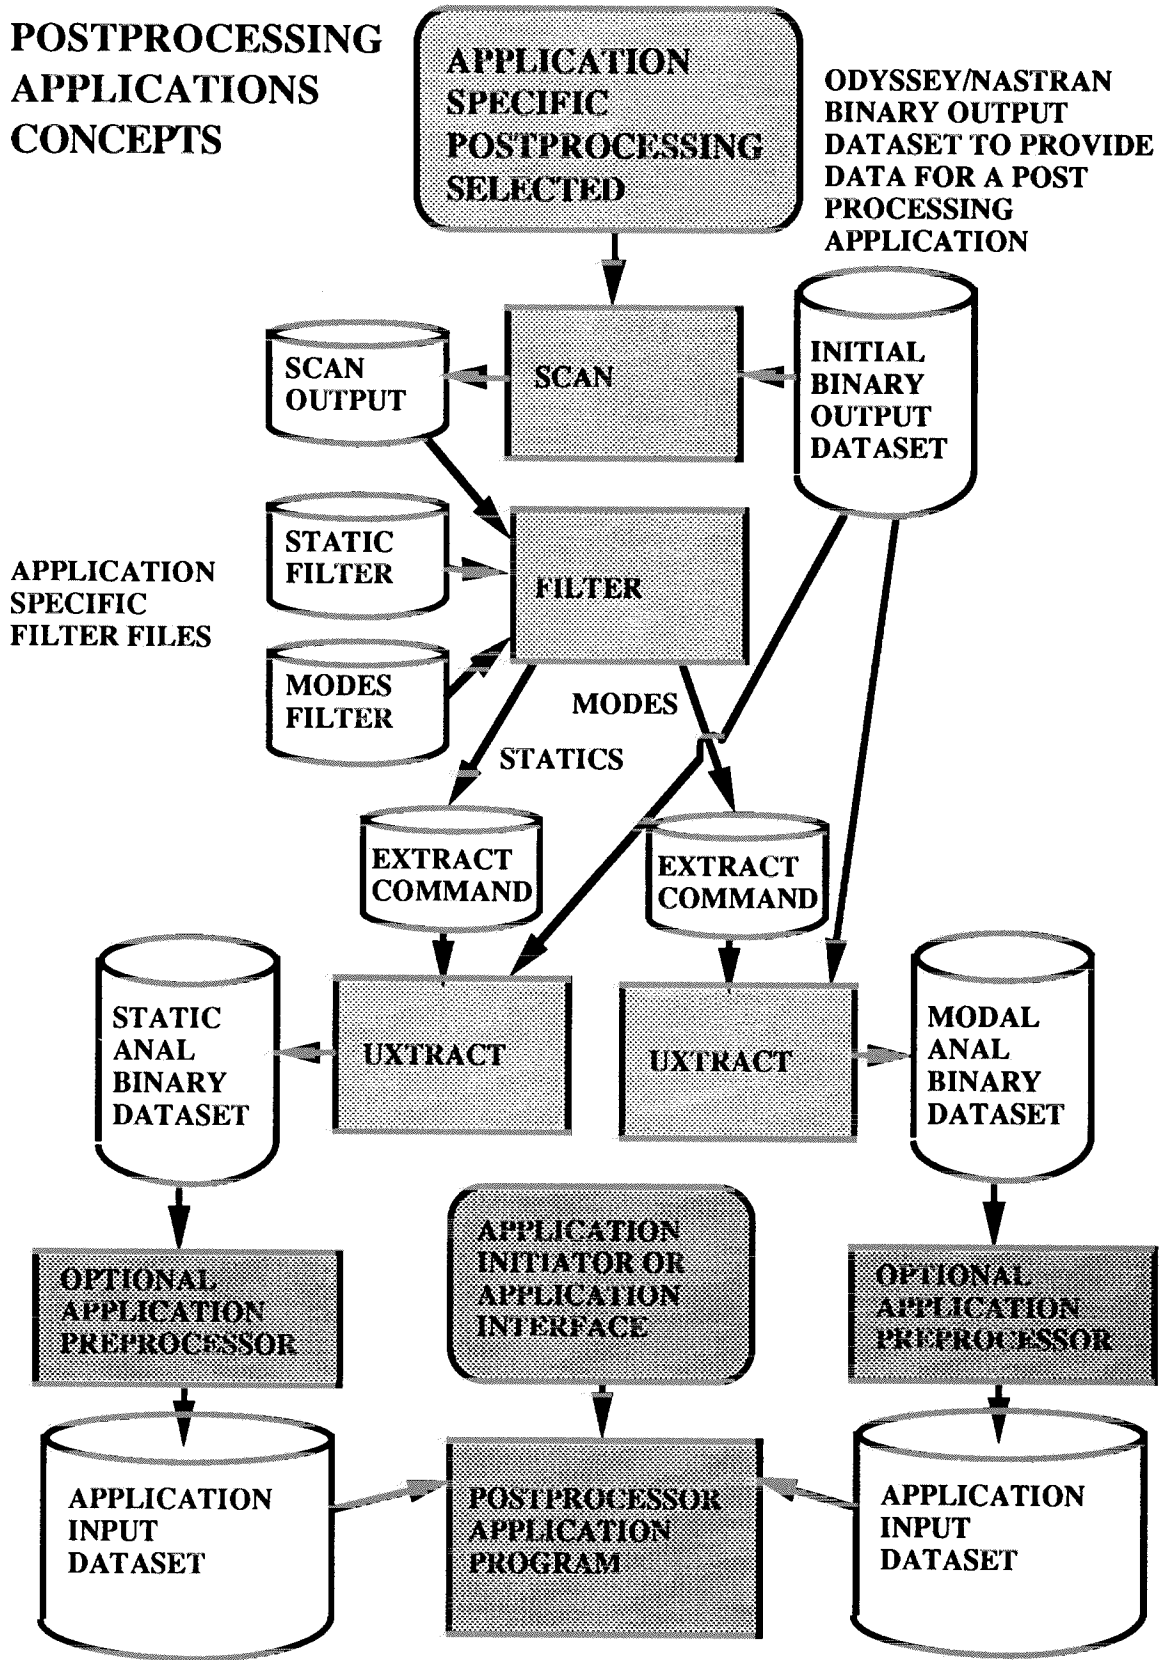 POSTPROCESSING
APPLICATIONS
CONCEPTS
APPLICATION
SPECIFIC
POSTPROCESSING
SELECTED
ODYSSEY/NASTRAN
BINARY OUTPUT
DATASET TO PROVIDE
DATA FOR A POST
PROCESSING
APPLICATION
SCAN
OUTPUT
SCAN
INITIAL
BINARY
OUTPUT
DATASET
APPLICATION
SPECIFIC
FILTER FILES
STATIC
FILTER
FILTER
MODES
FILTER
MODES
STATICS
EXTRACT
COMMAND
EXTRACT
COMMAND
STATIC
ANAL
BINARY
DATASET
UXTRACT
UXTRACT
MODAL
ANAL
BINARY
DATASET
OPTIONAL
APPLICATION
PREPROCESSOR
APPLICATION
INITIATOR OR
APPLICATION
INTERFACE
OPTIONAL
APPLICATION
PREPROCESSOR
APPLICATION
INPUT
DATASET
POSTPROCESSOR
APPLICATION
PROGRAM
APPLICATION
INPUT
DATASET